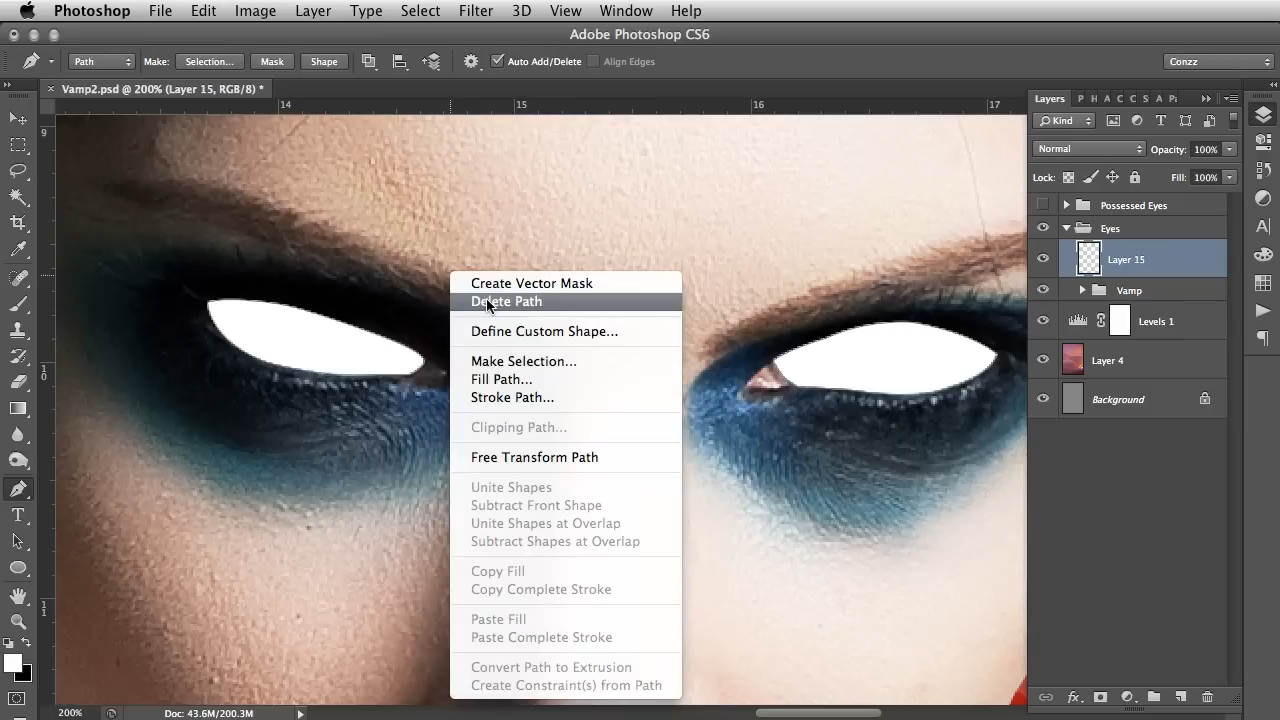 Photoshop File Edit Image Layer Type Select Filter 3D View Window Help
Adobe Photoshop CS6
Path Make: Selection... Mask Shape Auto Add/Delete Align Edges Conzz
× Vamp2.psd @ 200% (Layer 15, RGB/8) *
14 15 16 17
9
10
11
Layers P H A C C S A Pi
Kind
Normal Opacity: 100%
Lock: Fill: 100%
Possessed Eyes
Eyes
Layer 15
Vamp
Levels 1
Layer 4
Background
Create Vector Mask
Delete Path
Define Custom Shape...
Make Selection...
Fill Path...
Stroke Path...
Clipping Path...
Free Transform Path
Unite Shapes
Subtract Front Shape
Unite Shapes at Overlap
Subtract Shapes at Overlap
Copy Fill
Copy Complete Stroke
Paste Fill
Paste Complete Stroke
Convert Path to Extrusion
Create Constraint(s) from Path
fx
200% Doc: 43.6M/200.3M